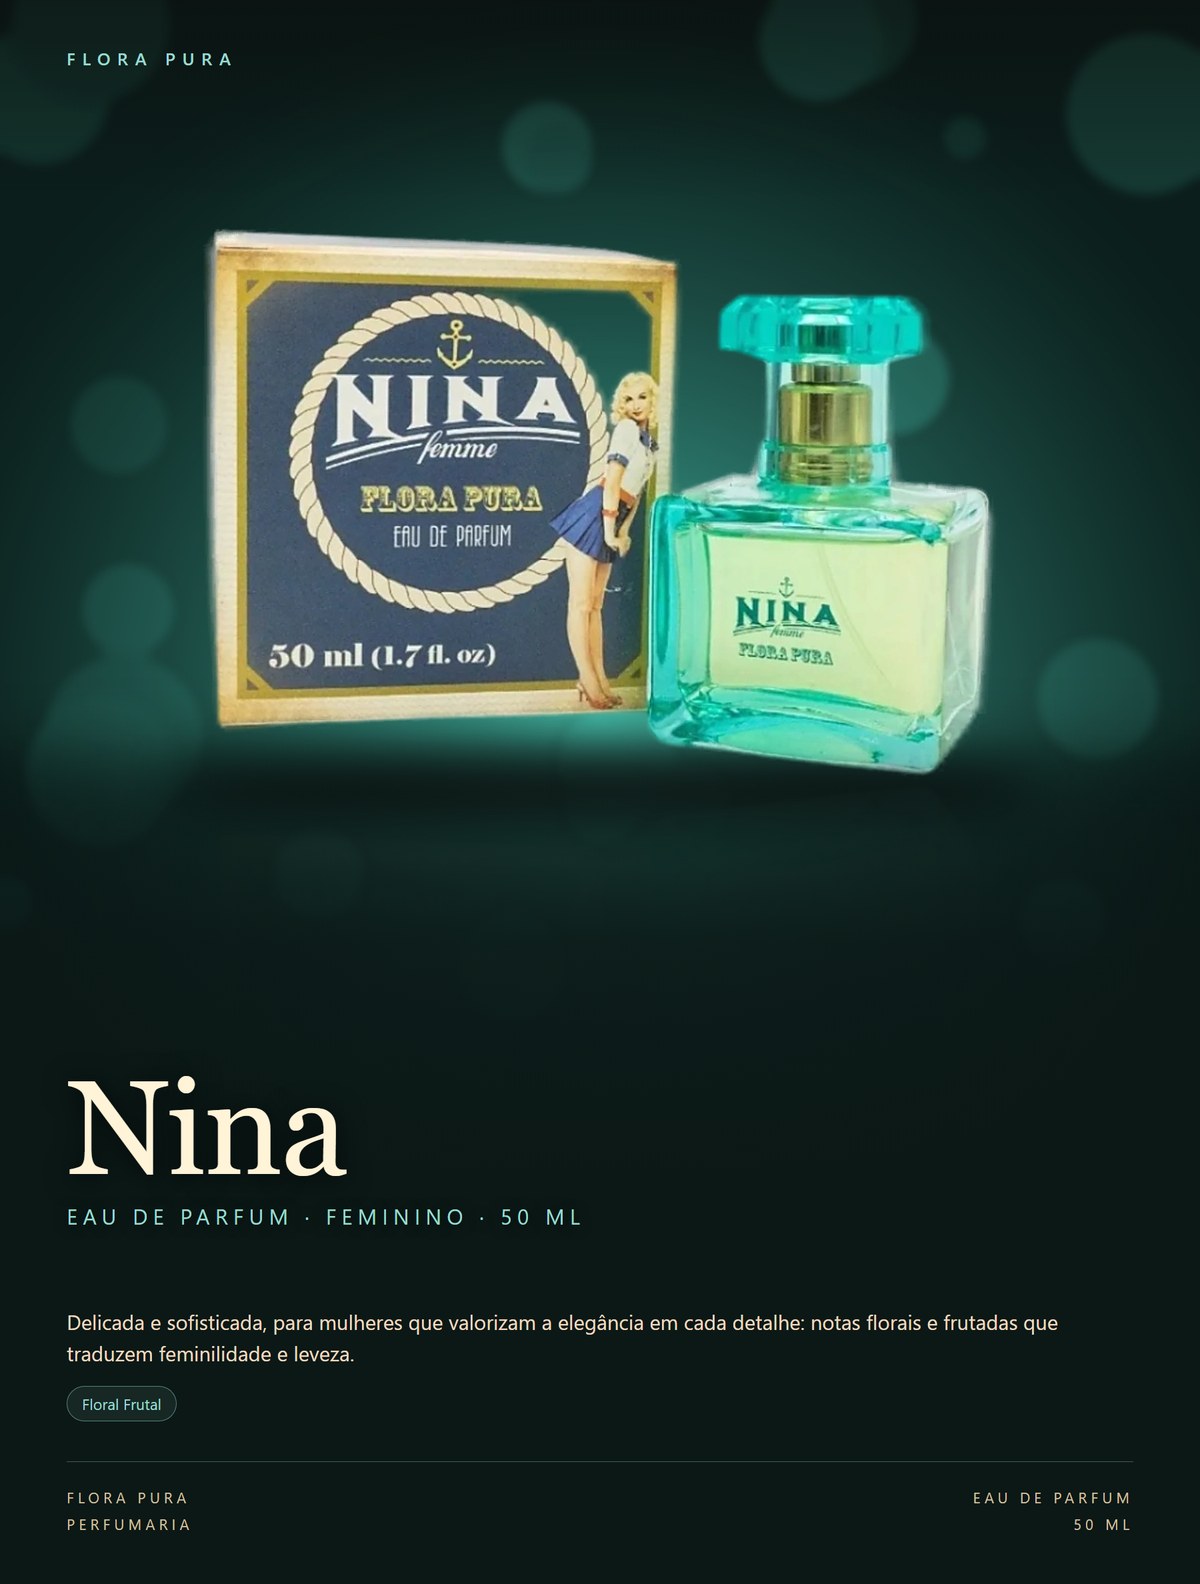 FLORA PURA
NINA
femme
FLORA PURA
EAU DE PARFUM
50 ml (1.7 fl. oz)
NINA
femme
FLORA PURA
Nina
EAU DE PARFUM · FEMININO · 50 ML
Delicada e sofisticada, para mulheres que valorizam a elegância em cada detalhe: notas florais e frutadas que
traduzem feminilidade e leveza.
Floral Frutal
FLORA PURA
PERFUMARIA
EAU DE PARFUM
50 ML